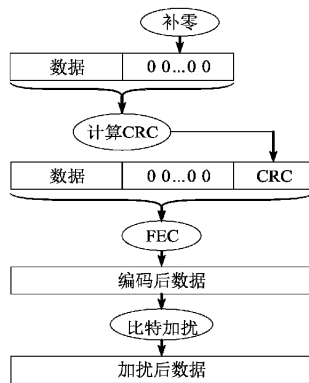 补零
数据 0 0...0 0
计算CRC
数据 0 0...0 0 CRC
FEC
编码后数据
比特加扰
加扰后数据